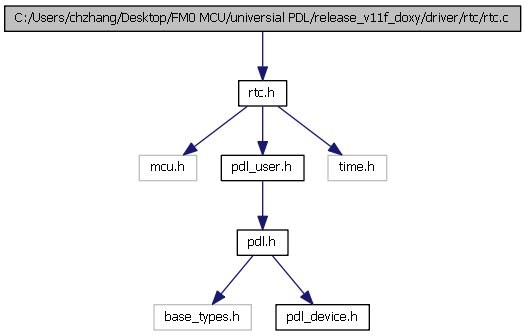 C:/Users/chzhang/Desktop/FM0 MCU/universial PDL/release_v11f_doxy/driver/rtc/rtc.c
rtc.h
mcu.h
pdl_user.h
time.h
pdl.h
base_types.h
pdl_device.h